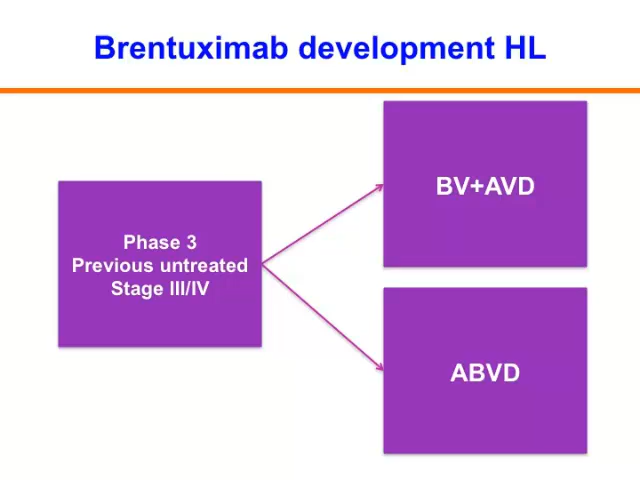 Brentuximab development HL
Phase 3
Previous untreated
Stage III/IV
BV+AVD
ABVD